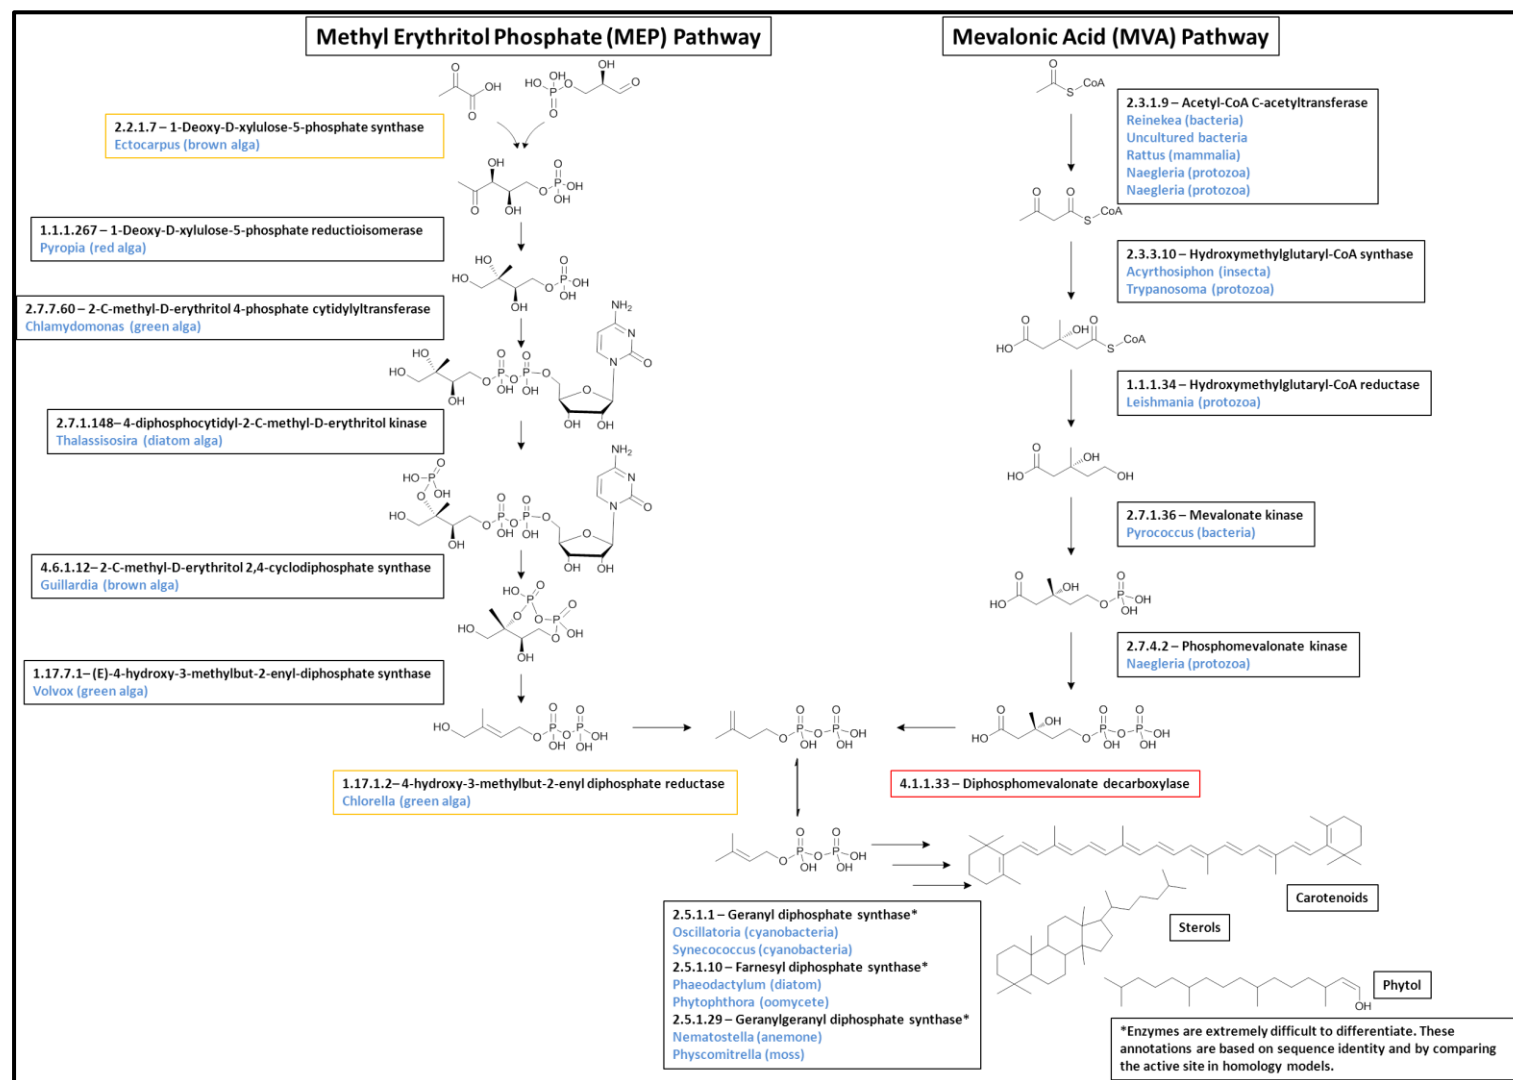 Methyl Erythritol Phosphate (MEP) Pathway
2.2.1.7 – 1-Deoxy-D-xylulose-5-phosphate synthase
Ectocarpus (brown alga)
1.1.1.267 – 1-Deoxy-D-xylulose-5-phosphate reductioisomerase
Pyropia (red alga)
2.7.7.60 – 2-C-methyl-D-erythritol 4-phosphate cytidylyltransferase
Chlamydomonas (green alga)
2.7.1.148– 4-diphosphocytidyl-2-C-methyl-D-erythritol kinase
Thalassisosira (diatom alga)
4.6.1.12– 2-C-methyl-D-erythritol 2,4-cyclodiphosphate synthase
Guillardia (brown alga)
1.17.7.1– (E)-4-hydroxy-3-methylbut-2-enyl-diphosphate synthase
Volvox (green alga)
1.17.1.2– 4-hydroxy-3-methylbut-2-enyl diphosphate reductase
Chlorella (green alga)
Mevalonic Acid (MVA) Pathway
2.3.1.9 – Acetyl-CoA C-acetyltransferase
Reinekea (bacteria)
Uncultured bacteria
Rattus (mammalia)
Naegleria (protozoa)
Naegleria (protozoa)
2.3.3.10 – Hydroxymethylglutaryl-CoA synthase
Acyrthosiphon (insecta)
Trypanosoma (protozoa)
1.1.1.34 – Hydroxymethylglutaryl-CoA reductase
Leishmania (protozoa)
2.7.1.36 – Mevalonate kinase
Pyrococcus (bacteria)
2.7.4.2 – Phosphomevalonate kinase
Naegleria (protozoa)
4.1.1.33 – Diphosphomevalonate decarboxylase
2.5.1.1 – Geranyl diphosphate synthase*
Oscillatoria (cyanobacteria)
Synecococcus (cyanobacteria)
2.5.1.10 – Farnesyl diphosphate synthase*
Phaeodactylum (diatom)
Phytophthora (oomycete)
2.5.1.29 – Geranylgeranyl diphosphate synthase*
Nematostella (anemone)
Physcomitrella (moss)
Carotenoids
Sterols
Phytol
*Enzymes are extremely difficult to differentiate. These
annotations are based on sequence identity and by comparing
the active site in homology models.